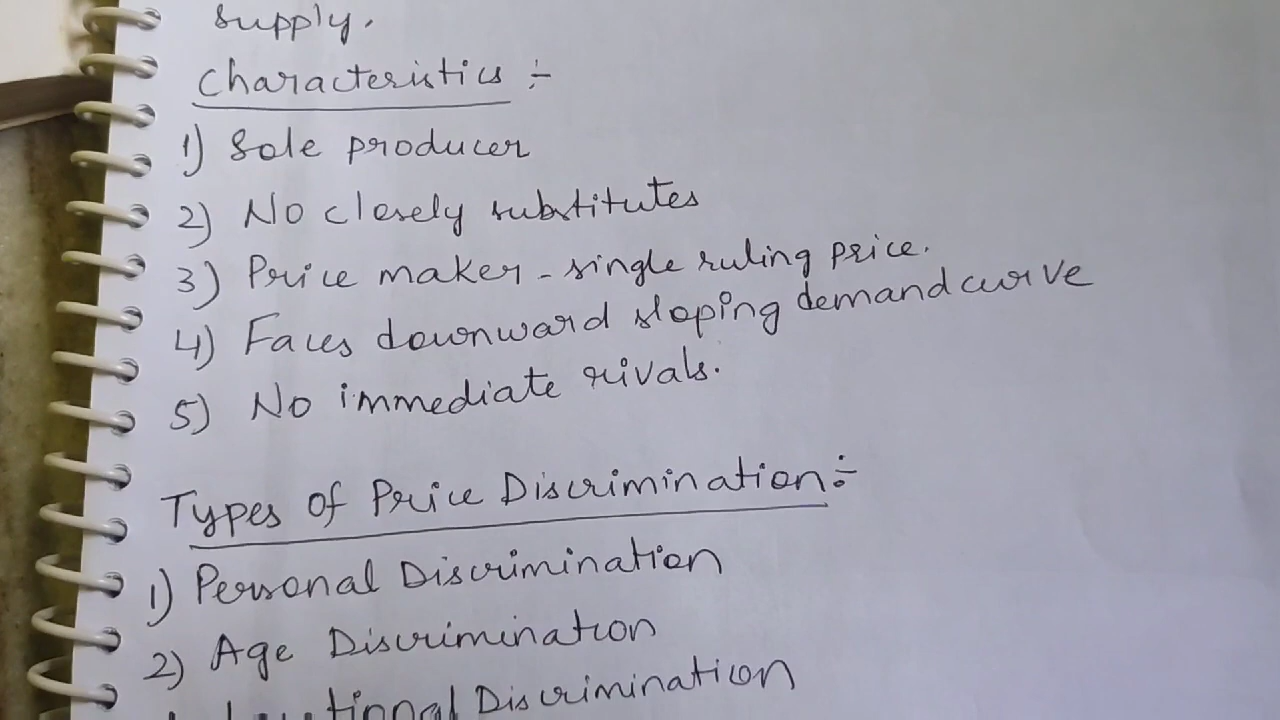 supply.
Characteristics :-
1) Sole producer
2) No closely substitutes
3) Price maker - single ruling price.
4) Faces downward sloping demand curve
5) No immediate rivals.
Types of Price Discrimination :-
1) Personal Discrimination
2) Age Discrimination
Discrimination